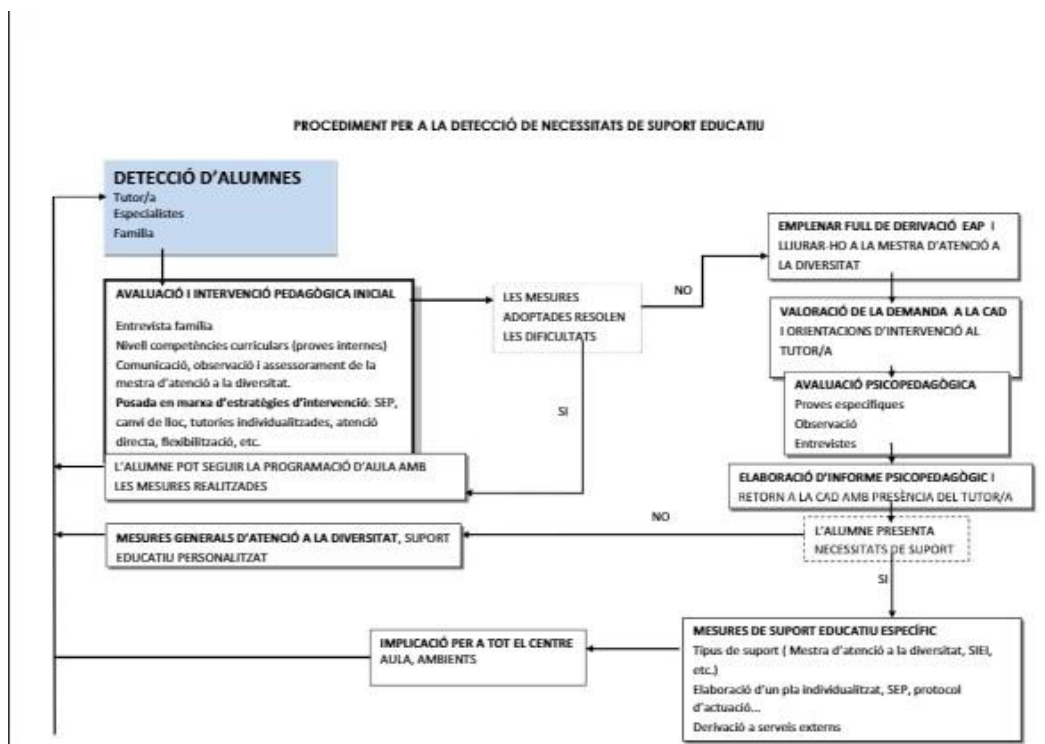 PROCEDIMENT PER A LA DETECCIÓ DE NECESSITATS DE SUPORT EDUCATIU
DETECCIÓ D'ALUMNES
Tutor/a
Especialistes
Família
AVALUACIÓ I INTERVENCIÓ PEDAGÒGICA INICIAL
Entrevista família
Nivell competències curriculars (proves internes)
Comunicació, observació i assessorament de la
mestra d'atenció a la diversitat.
Posada en marxa d'estratègies d'intervenció: SEP,
canvi de lloc, tutories individualitzades, atenció
directa, flexibilització, etc.
L'ALUMNE POT SEGUIR LA PROGRAMACIÓ D'AULA AMB
LES MESURES REALITZADES
LES MESURES
ADOPTADES RESOLEN
LES DIFICULTATS
NO
SI
EMPLENAR FULL DE DERIVACIÓ EAP I
LLIURAR-HO A LA MESTRA D'ATENCIÓ A
LA DIVERSITAT
VALORACIÓ DE LA DEMANDA A LA CAD
I ORIENTACIONS D'INTERVENCIÓ AL
TUTOR/A
AVALUACIÓ PSICOPEDAGÒGICA
Proves específiques
Observació
Entrevistes
ELABORACIÓ D'INFORME PSICOPEDAGÒGIC I
RETORN A LA CAD AMB PRESÈNCIA DEL TUTOR/A
L'ALUMNE PRESENTA
NECESSITATS DE SUPORT
NO
MESURES GENERALS D'ATENCIÓ A LA DIVERSITAT, SUPORT
EDUCATIU PERSONALITZAT
SI
MESURES DE SUPORT EDUCATIU ESPECÍFIC
Tipus de suport ( Mestra d'atenció a la diversitat, SIEI,
etc.)
Elaboració d'un pla individualitzat, SEP, protocol
d'actuació...
Derivació a serveis externs
IMPLICACIÓ PER A TOT EL CENTRE
AULA, AMBIENTS